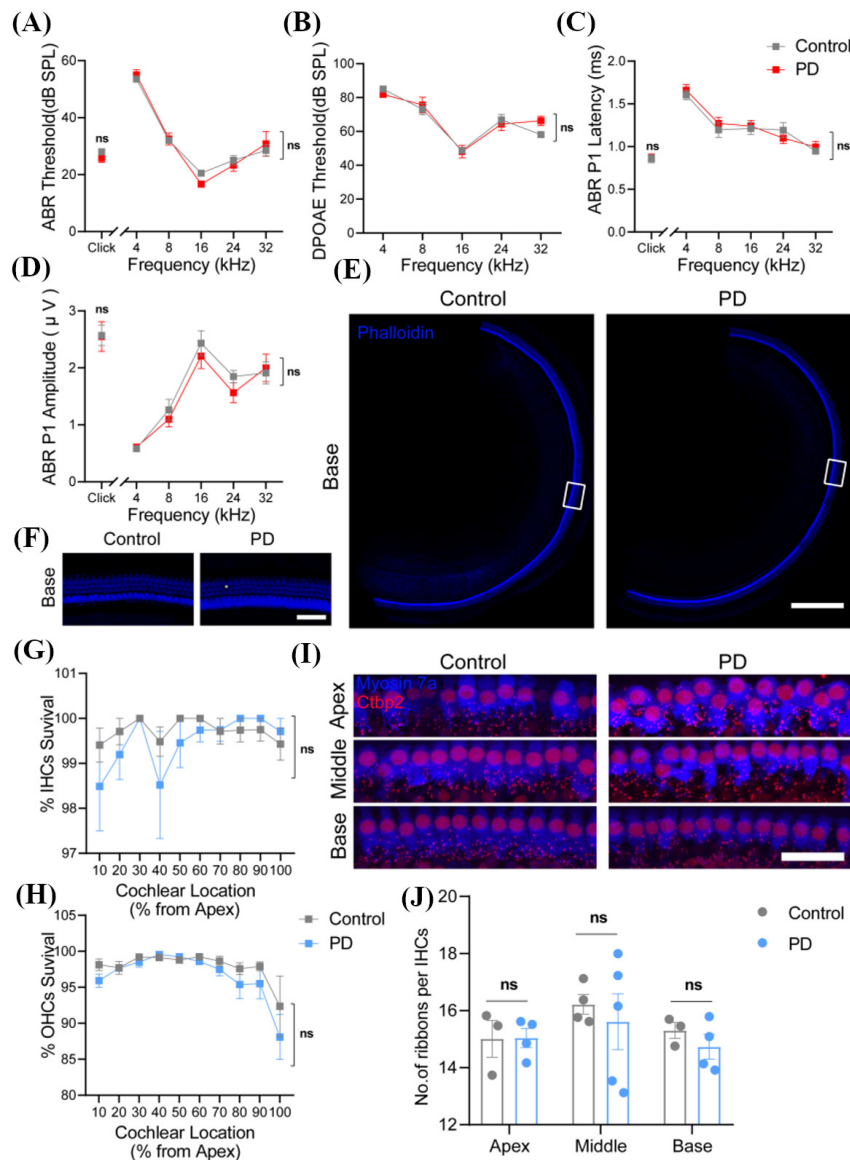 (A)
ABR Threshold(dB SPL)
60
40
20
0
ns
ns
Click
4
8
16
24
32
Frequency (kHz)
(B)
DPOAE Threshold(dB SPL)
100
80
60
40
20
0
ns
4
8
16
24
32
Frequency (kHz)
(C)
Control
PD
ABR P1 Latency (ms)
2.0
1.5
1.0
0.5
0.0
ns
ns
Click
4
8
16
24
32
Frequency (kHz)
(D)
ABR P1 Amplitude ( μ V)
3
2
1
0
ns
ns
Click
4
8
16
24
32
Frequency (kHz)
(E)
Control
PD
Phalloidin
Base
(F)
Control
PD
Base
(G)
% IHCs Suvival
101
100
99
98
97
ns
10 20 30 40 50 60 70 80 90 100
Cochlear Location
(% from Apex)
(H)
Control
PD
% OHCs Suvival
105
100
95
90
85
80
ns
10 20 30 40 50 60 70 80 90 100
Cochlear Location
(% from Apex)
(I)
Control
PD
Myosin 7a
Ctbp2
Apex
Middle
Base
(J)
Control
PD
No.of ribbons per IHCs
20
18
16
14
12
ns
ns
ns
Apex
Middle
Base